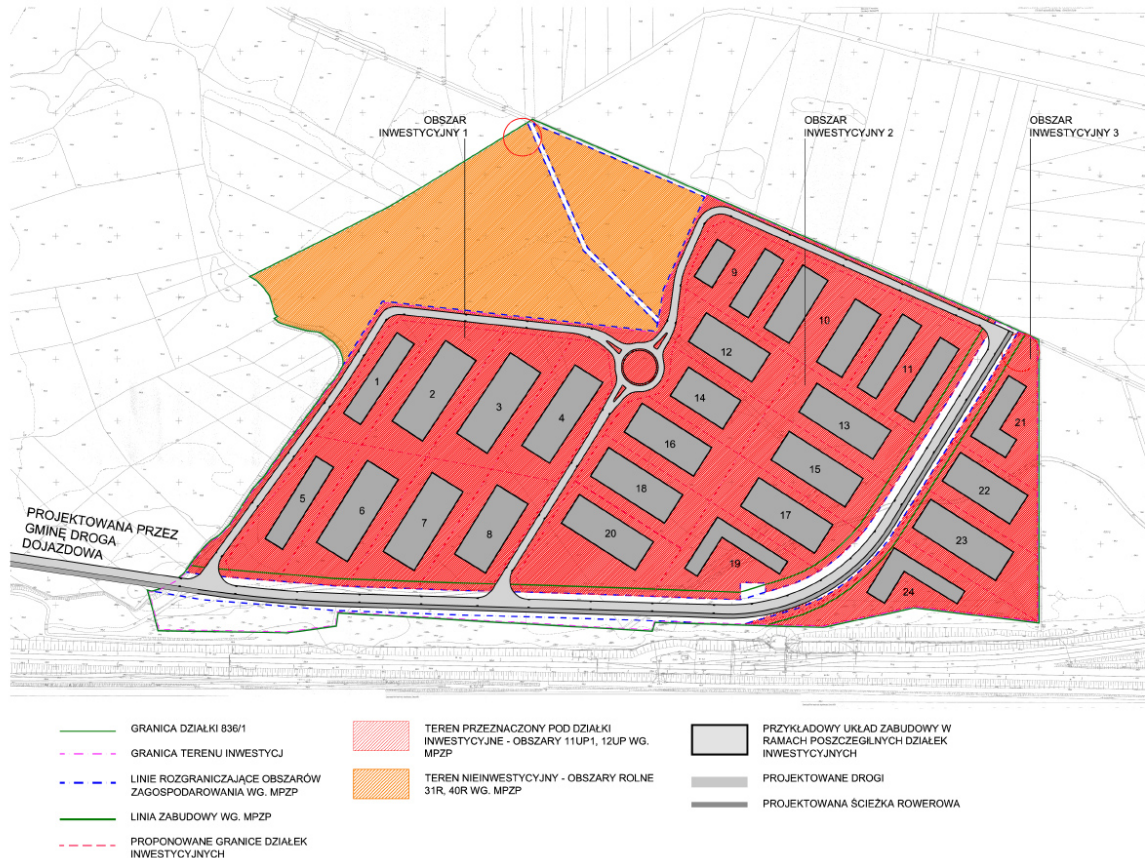 OBSZAR
INWESTYCYJNY 1
OBSZAR
INWESTYCYJNY 2
OBSZAR
INWESTYCYJNY 3
9
10
11
12
13
14
15
16
17
18
19
20
1
2
3
4
5
6
7
8
21
22
23
24
PROJEKTOWANA PRZEZ
GMINĘ DROGA
DOJAZDOWA
GRANICA DZIAŁKI 836/1
GRANICA TERENU INWESTYCJ
LINIE ROZGRANICZAJĄCE OBSZARÓW
ZAGOSPODAROWANIA WG. MPZP
LINIA ZABUDOWY WG. MPZP
PROPONOWANE GRANICE DZIAŁEK
INWESTYCYJNYCH
TEREN PRZEZNACZONY POD DZIAŁKI
INWESTYCYJNE - OBSZARY 11UP1, 12UP WG.
MPZP
TEREN NIEINWESTYCYJNY - OBSZARY ROLNE
31R, 40R WG. MPZP
PRZYKŁADOWY UKŁAD ZABUDOWY W
RAMACH POSZCZEGILNYCH DZIAŁEK
INWESTYCYJNYCH
PROJEKTOWANE DROGI
PROJEKTOWANA ŚCIEŻKA ROWEROWA